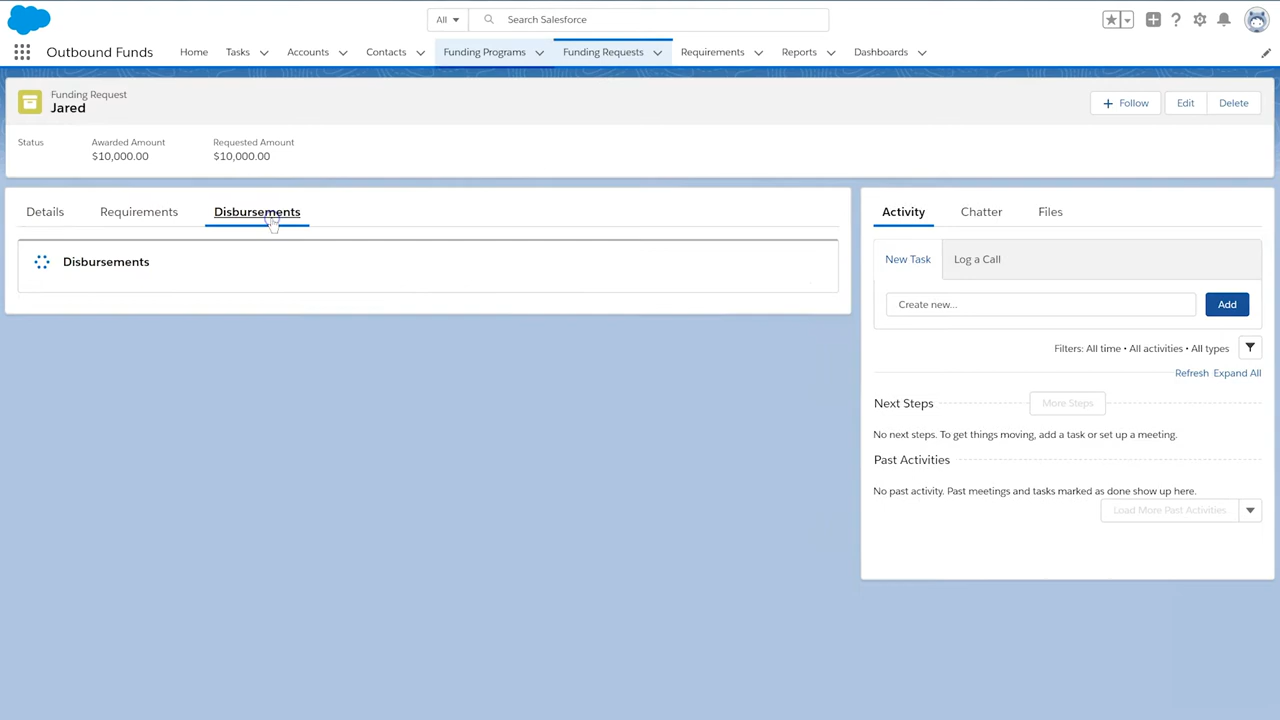 All
Search Salesforce
Outbound Funds
Home
Tasks
Accounts
Contacts
Funding Programs
Funding Requests
Requirements
Reports
Dashboards
Funding Request
Jared
Follow
Edit
Delete
Status
Awarded Amount
Requested Amount
$10,000.00
$10,000.00
Details
Requirements
Disbursements
Disbursements
Activity
Chatter
Files
New Task
Log a Call
Create new...
Add
Filters: All time • All activities • All types
Refresh
Expand All
Next Steps
More Steps
No next steps. To get things moving, add a task or set up a meeting.
Past Activities
No past activity. Past meetings and tasks marked as done show up here.
Load More Past Activities